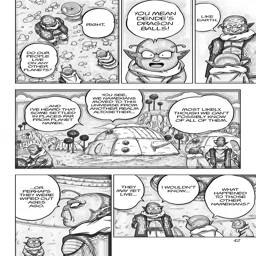 LIKE
EARTH...
YOU MEAN
DENDE'S
DRAGON
BALLS!
RIGHT.
DO OUR
PEOPLE
LIVE ON
ANY
OTHER
PLANETS?
MOST LIKELY,
THOUGH WE CAN'T
POSSIBLY KNOW
OF ALL OF THEM.
YOU SEE,
WE NAMEKIANS
MOVED TO THIS
UNIVERSE FROM
ANOTHER REALM
ALTOGETHER...
...AND
I'VE HEARD
THAT SOME
SETTLED IN
PLACES FAR
FROM PLANET
NAMEK.
WHAT
HAPPENED
TO THOSE
OTHER
NAMEKIANS?
I WOULDN'T
KNOW...
THEY
MAY YET
LIVE...
...OR
PERHAPS
THEY WERE
WIPED OUT
AGES
AGO.
42